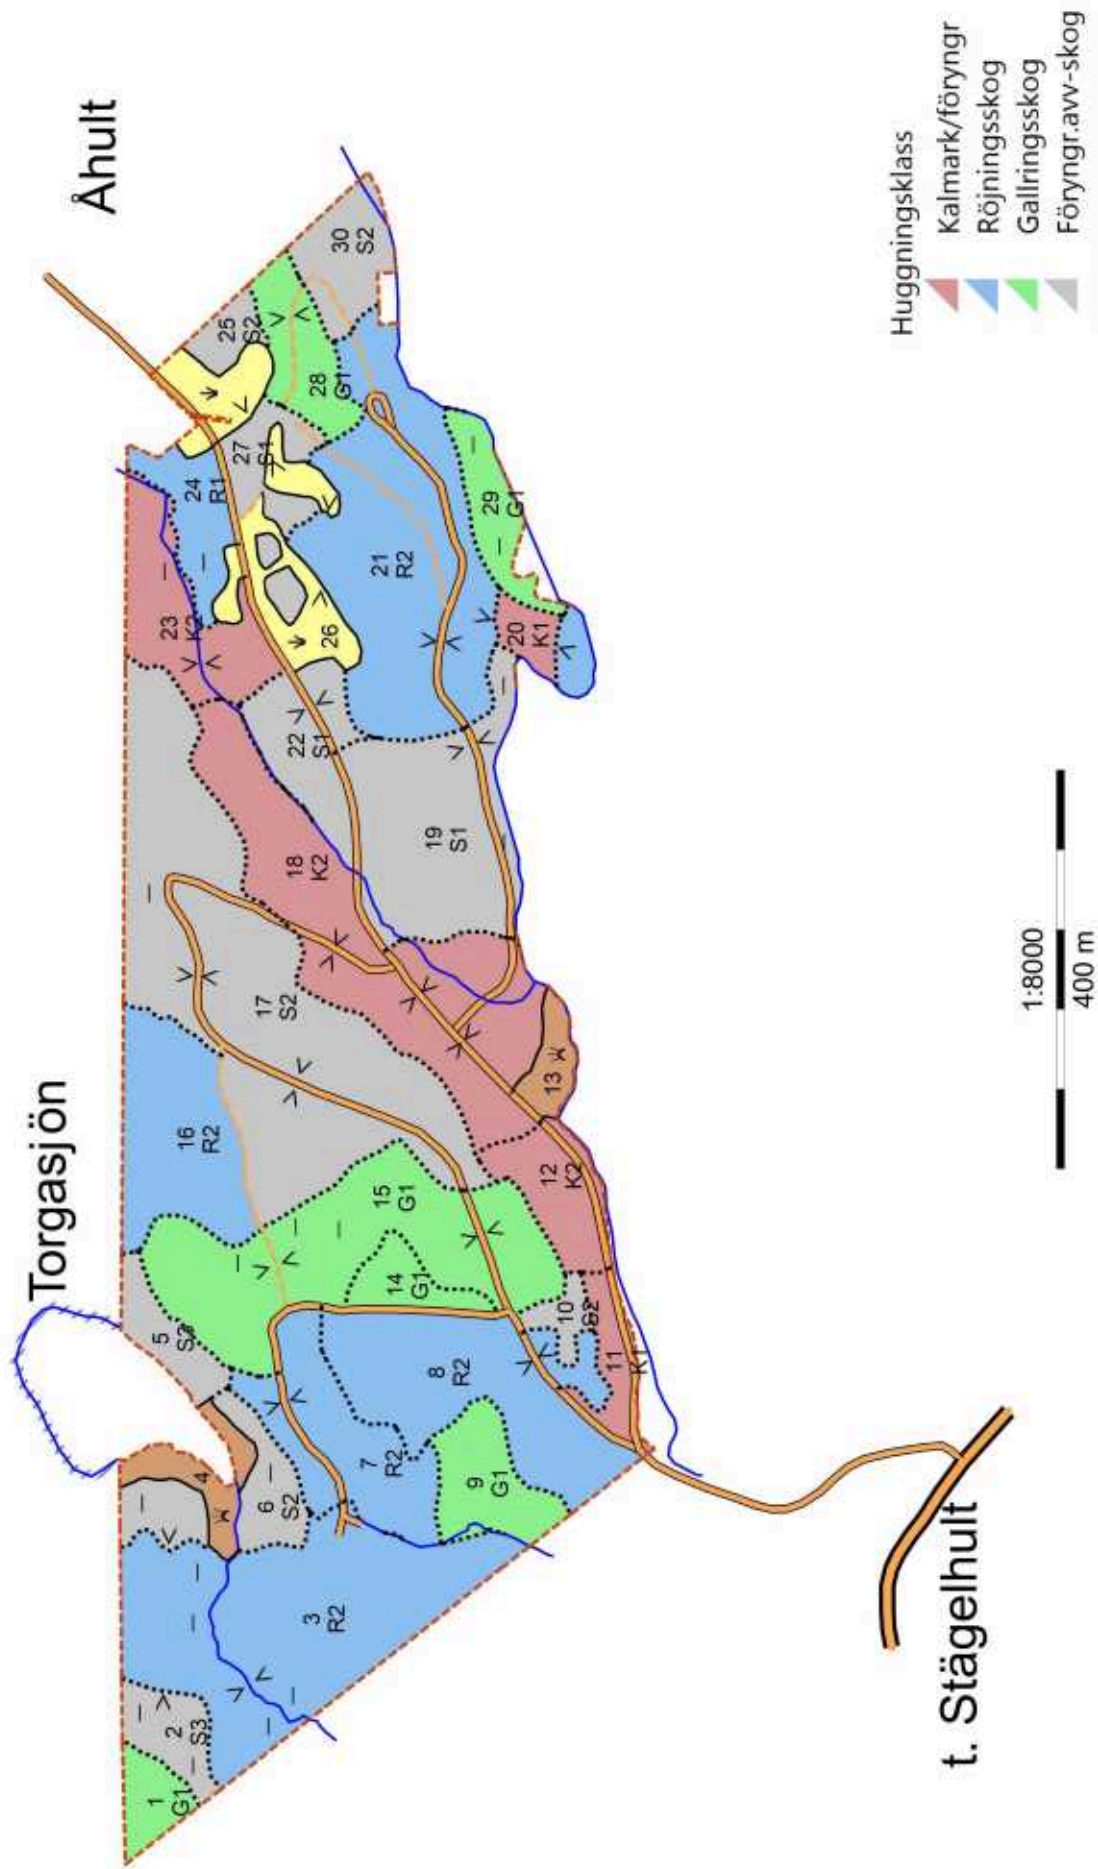 Torgasjön
Åhult
t. Stägelhult
1
G1
2
S3
3
R2
4
5
S3
6
S2
7
R2
8
R2
9
G1
10
S2
11
K1
12
K2
13
14
G1
15
G1
16
R2
17
S2
18
K2
19
S1
20
K1
21
R2
22
S1
23
K2
24
R1
25
S2
26
27
S1
28
G1
29
G1
30
S2
1:8000
400 m
Huggningsklass
Kalmark/föryngr
Röjningsskog
Gallringsskog
Föryngr.avv-skog